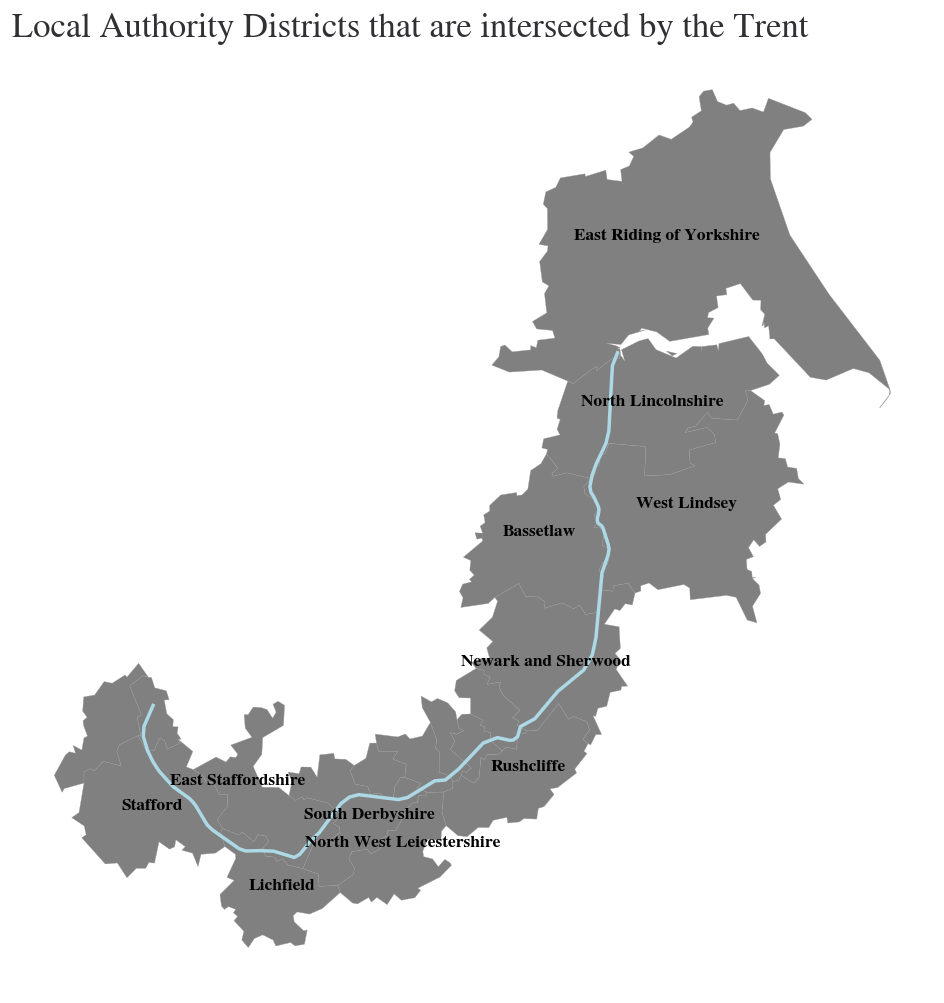 Local Authority Districts that are intersected by the Trent
East Riding of Yorkshire
North Lincolnshire
West Lindsey
Bassetlaw
Newark and Sherwood
Rushcliffe
East Staffordshire
Stafford
South Derbyshire
North West Leicestershire
Lichfield